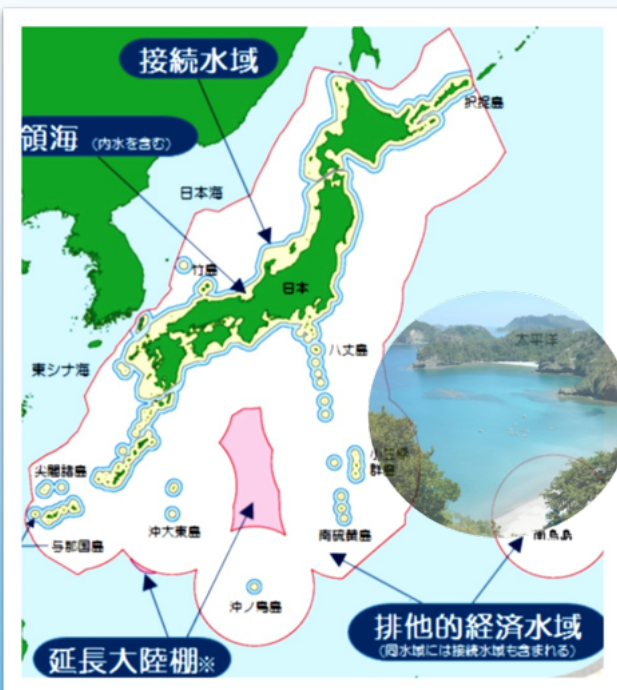 接続水域
択捉島
領海（内水を含む）
日本海
竹島
日本
八丈島
太平洋
東シナ海
尖閣諸島
小笠原
群島
沖大東島
南硫黄島
南鳥島
与那国島
沖ノ鳥島
排他的経済水域
（同水域には接続水域も含まれる）
延長大陸棚※